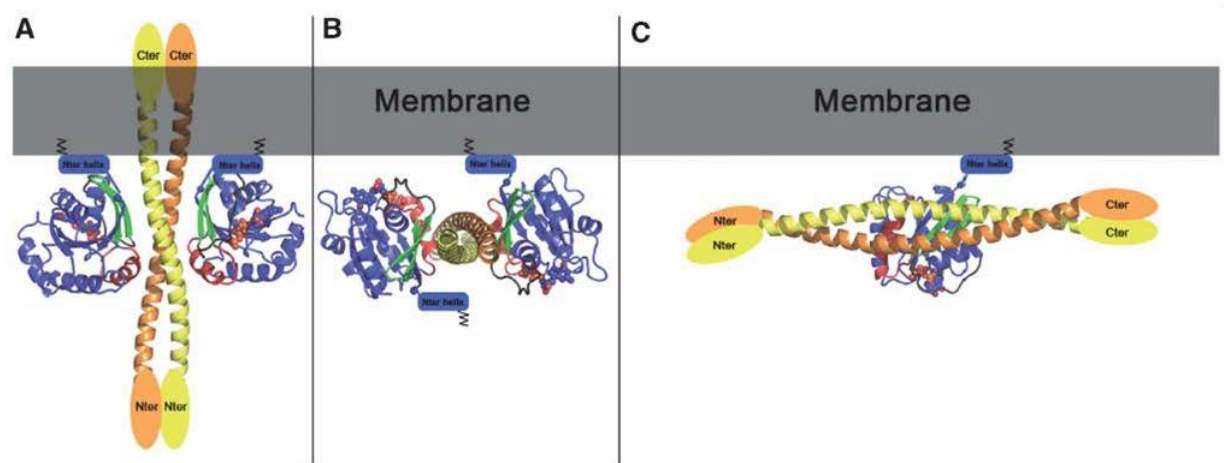 A
B
C
Cter Cter
Membrane
Membrane
Nter helix
Nter helix
Nter helix
Nter helix
Nter helix
Nter
Nter
Cter
Cter
Nter Nter